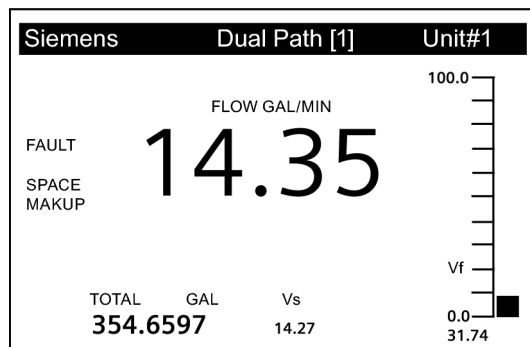 Siemens Dual Path [1] Unit#1
100.0
FLOW GAL/MIN
FAULT 14.35
SPACE
MAKUP
Vf
TOTAL GAL Vs
354.6597 14.27
0.0
31.74